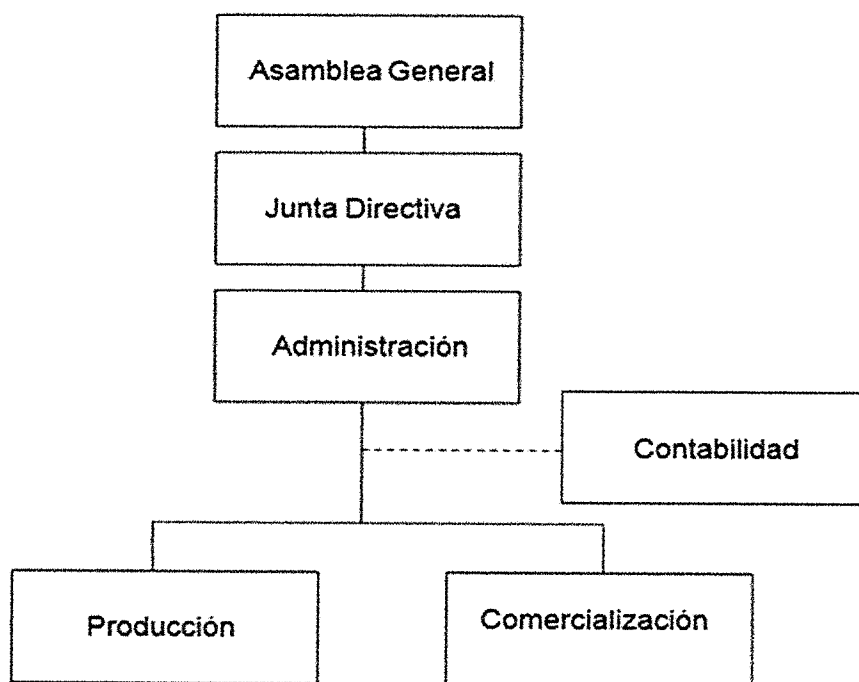 Asamblea General
Junta Directiva
Administración
Contabilidad
Producción
Comercialización